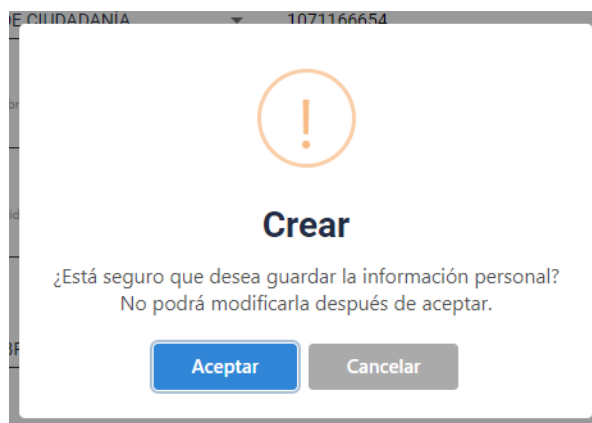 DE CIUDADANÍA 1071166654
!
Crear
¿Está seguro que desea guardar la información personal?
No podrá modificarla después de aceptar.
Aceptar Cancelar